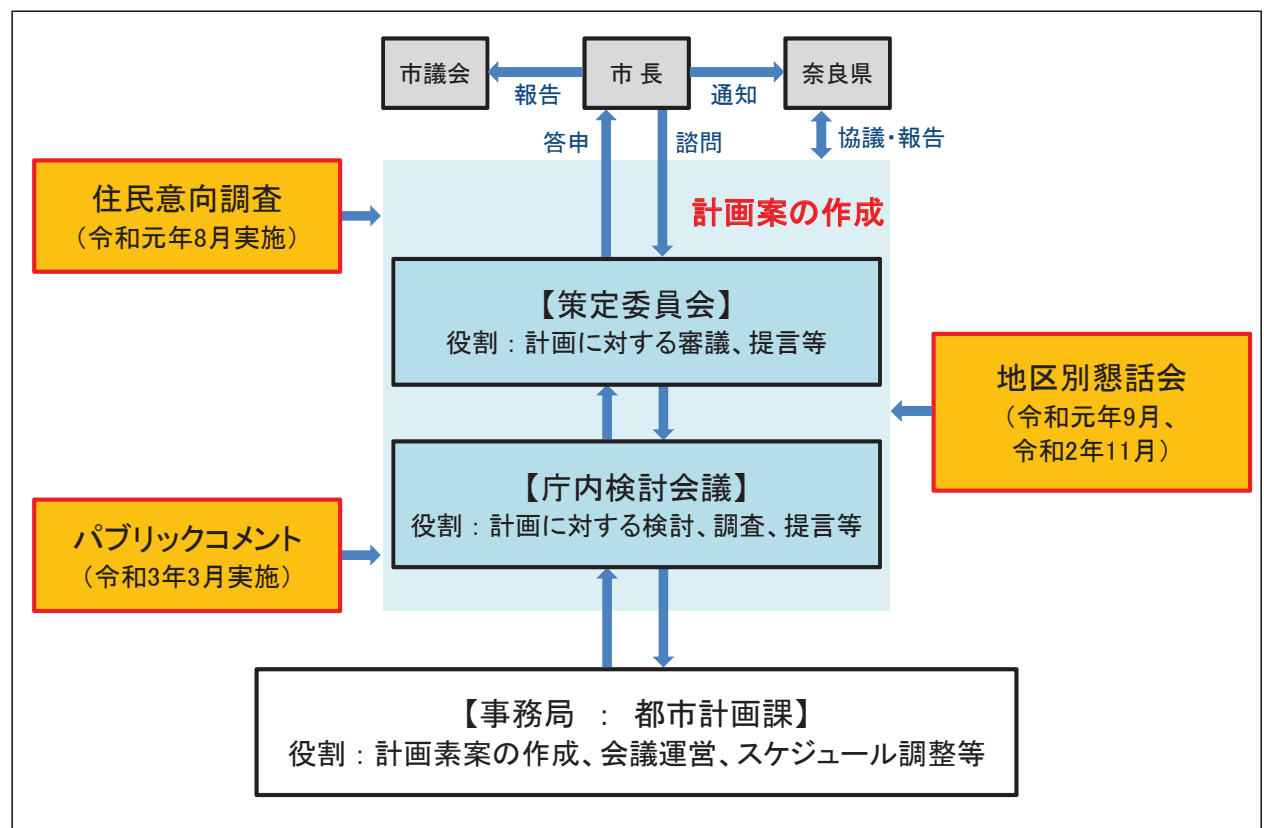 市議会
市 長
奈良県
報告
通知
答申
諮問
協議・報告
住民意向調査
（令和元年8月実施）
計画案の作成
【策定委員会】
役割：計画に対する審議、提言等
地区別懇話会
（令和元年9月、
令和2年11月）
【庁内検討会議】
役割：計画に対する検討、調査、提言等
パブリックコメント
（令和3年3月実施）
【事務局 ： 都市計画課】
役割：計画素案の作成、会議運営、スケジュール調整等